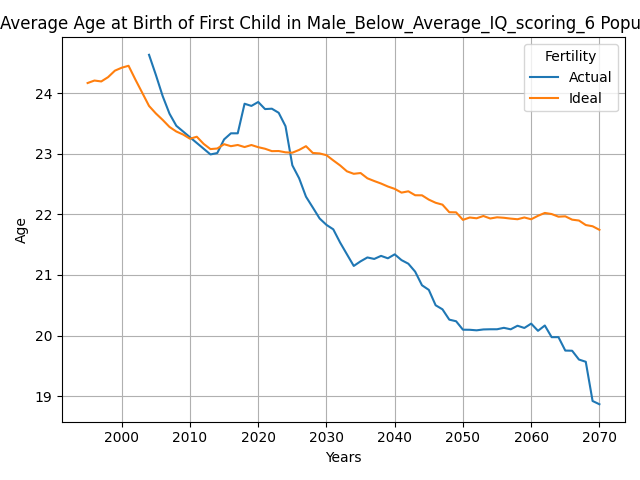 Average Age at Birth of First Child in Male_Below_Average_IQ_scoring_6 Popu
Fertility
Actual
Ideal
Age
24
23
22
21
20
19
2000 2010 2020 2030 2040 2050 2060 2070
Years